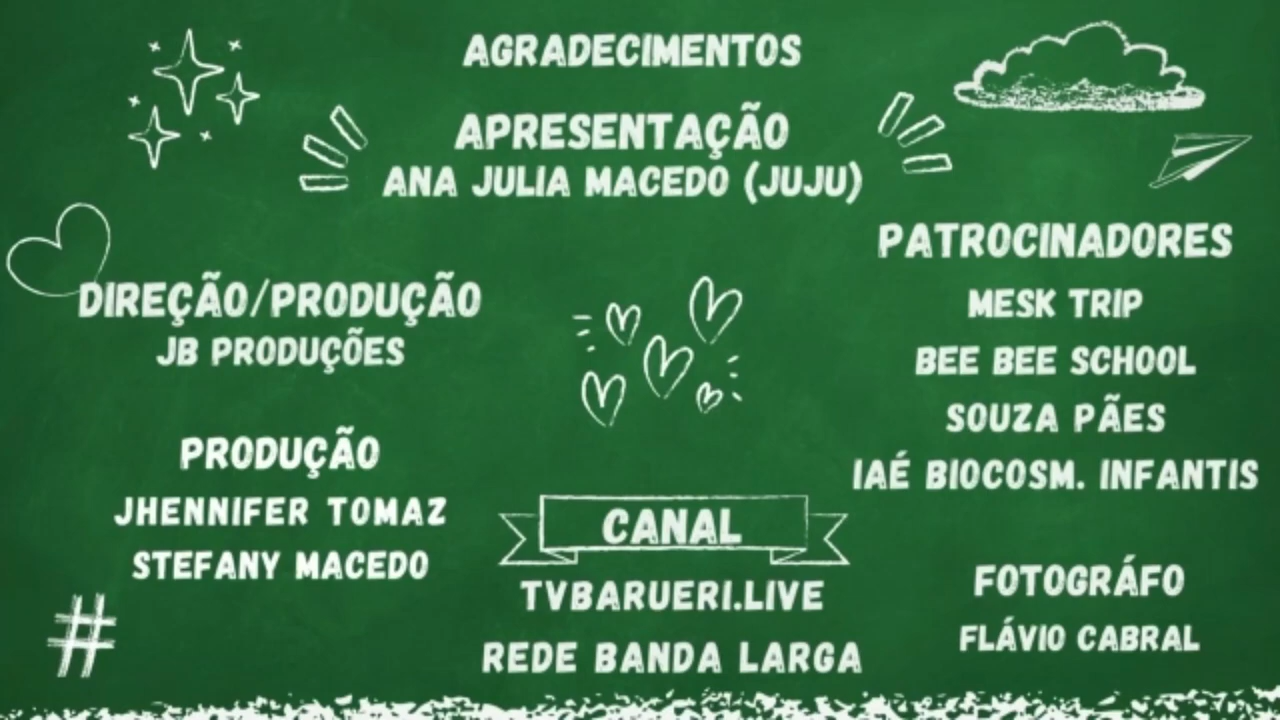 AGRADECIMENTOS
APRESENTAÇÃO
ANA JULIA MACEDO (JUJU)
DIREÇÃO/PRODUÇÃO
JB PRODUÇÕES
PRODUÇÃO
JHENNIFER TOMAZ
STEFANY MACEDO
#
CANAL
TVBARUERI.LIVE
REDE BANDA LARGA
PATROCINADORES
MESK TRIP
BEE BEE SCHOOL
SOUZA PÃES
IAÉ BIOCOSM. INFANTIS
FOTOGRÁFO
FLÁVIO CABRAL